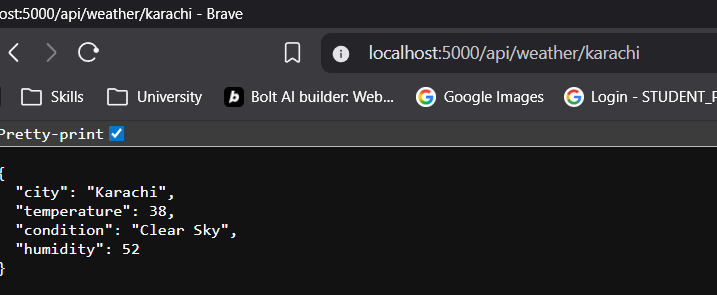 ost:5000/api/weather/karachi - Brave
localhost:5000/api/weather/karachi
Skills University b Bolt AI builder: Web... G Google Images G Login - STUDENT_P
Pretty-print
{
"city": "Karachi",
"temperature": 38,
"condition": "Clear Sky",
"humidity": 52
}